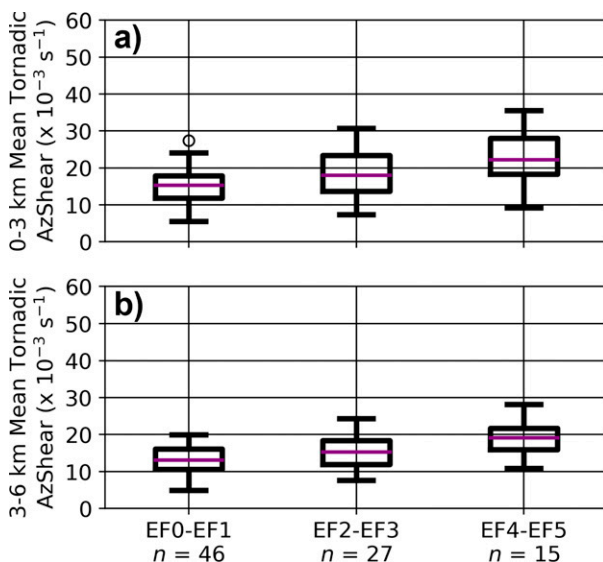 a)
0-3 km Mean Tornadic
AzShear (x 10⁻³ s⁻¹)
60
50
40
30
20
10
0
b)
3-6 km Mean Tornadic
AzShear (x 10⁻³ s⁻¹)
60
50
40
30
20
10
0
EF0-EF1
n = 46
EF2-EF3
n = 27
EF4-EF5
n = 15